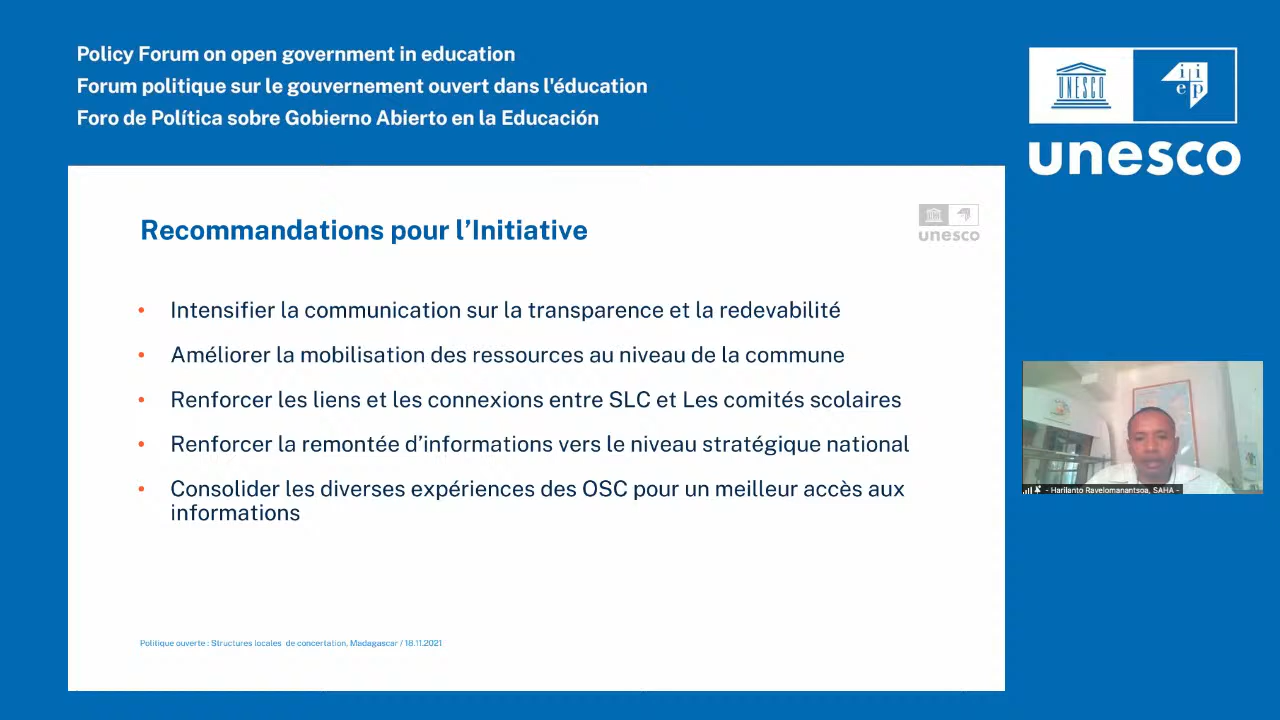 Policy Forum on open government in education
Forum politique sur le gouvernement ouvert dans l'éducation
Foro de Política sobre Gobierno Abierto en la Educación
UNESCO
i i
e p
unesco
Recommandations pour l’Initiative
unesco
• Intensifier la communication sur la transparence et la redevabilité
• Améliorer la mobilisation des ressources au niveau de la commune
• Renforcer les liens et les connexions entre SLC et Les comités scolaires
• Renforcer la remontée d’informations vers le niveau stratégique national
• Consolider les diverses expériences des OSC pour un meilleur accès aux
informations
- Harilanto Ravelomanantsoa, SAHA -
Politique ouverte : Structures locales de concertation, Madagascar / 18.11.2021